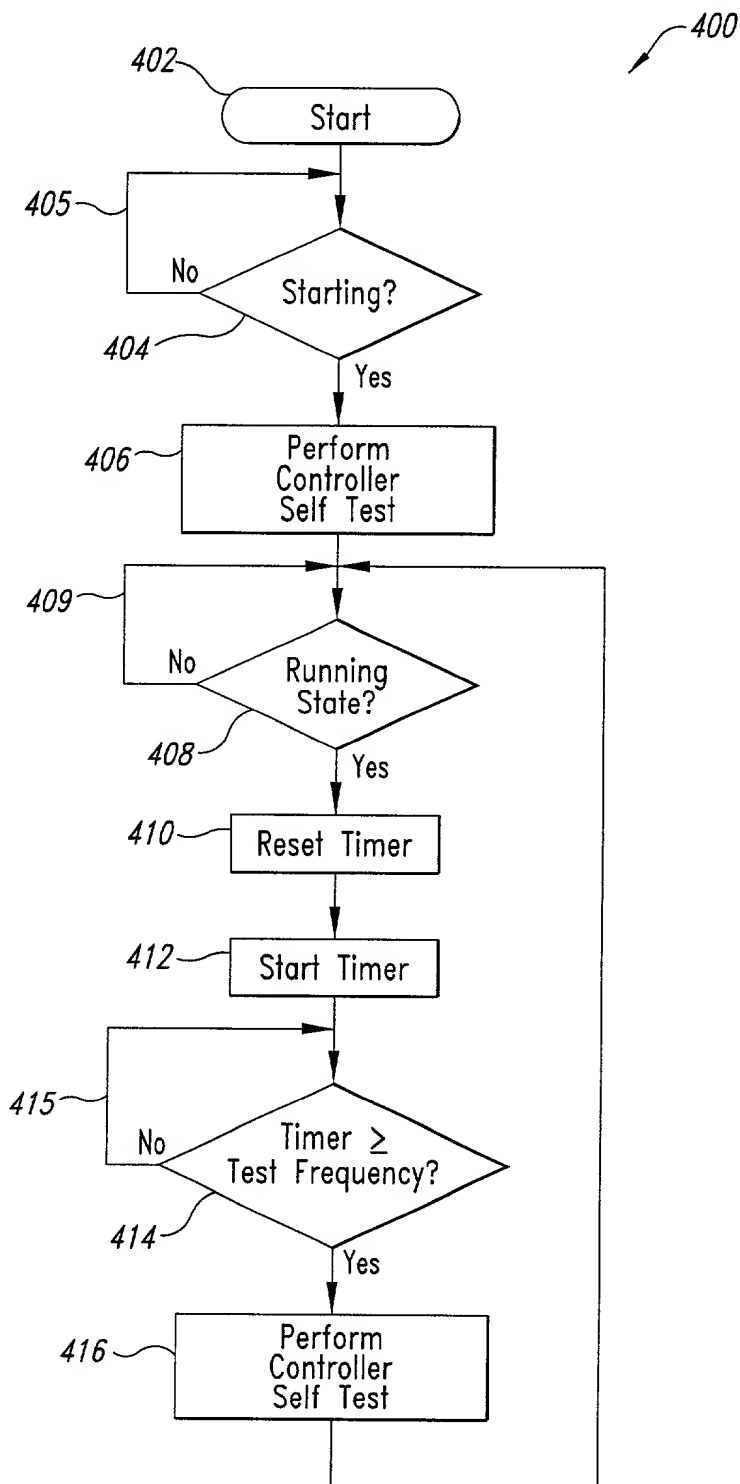 400
402
Start
405
No
Starting?
404
Yes
406
Perform
Controller
Self Test
409
No
Running
State?
408
Yes
410
Reset Timer
412
Start Timer
415
No
Timer ≥
Test Frequency?
414
Yes
416
Perform
Controller
Self Test